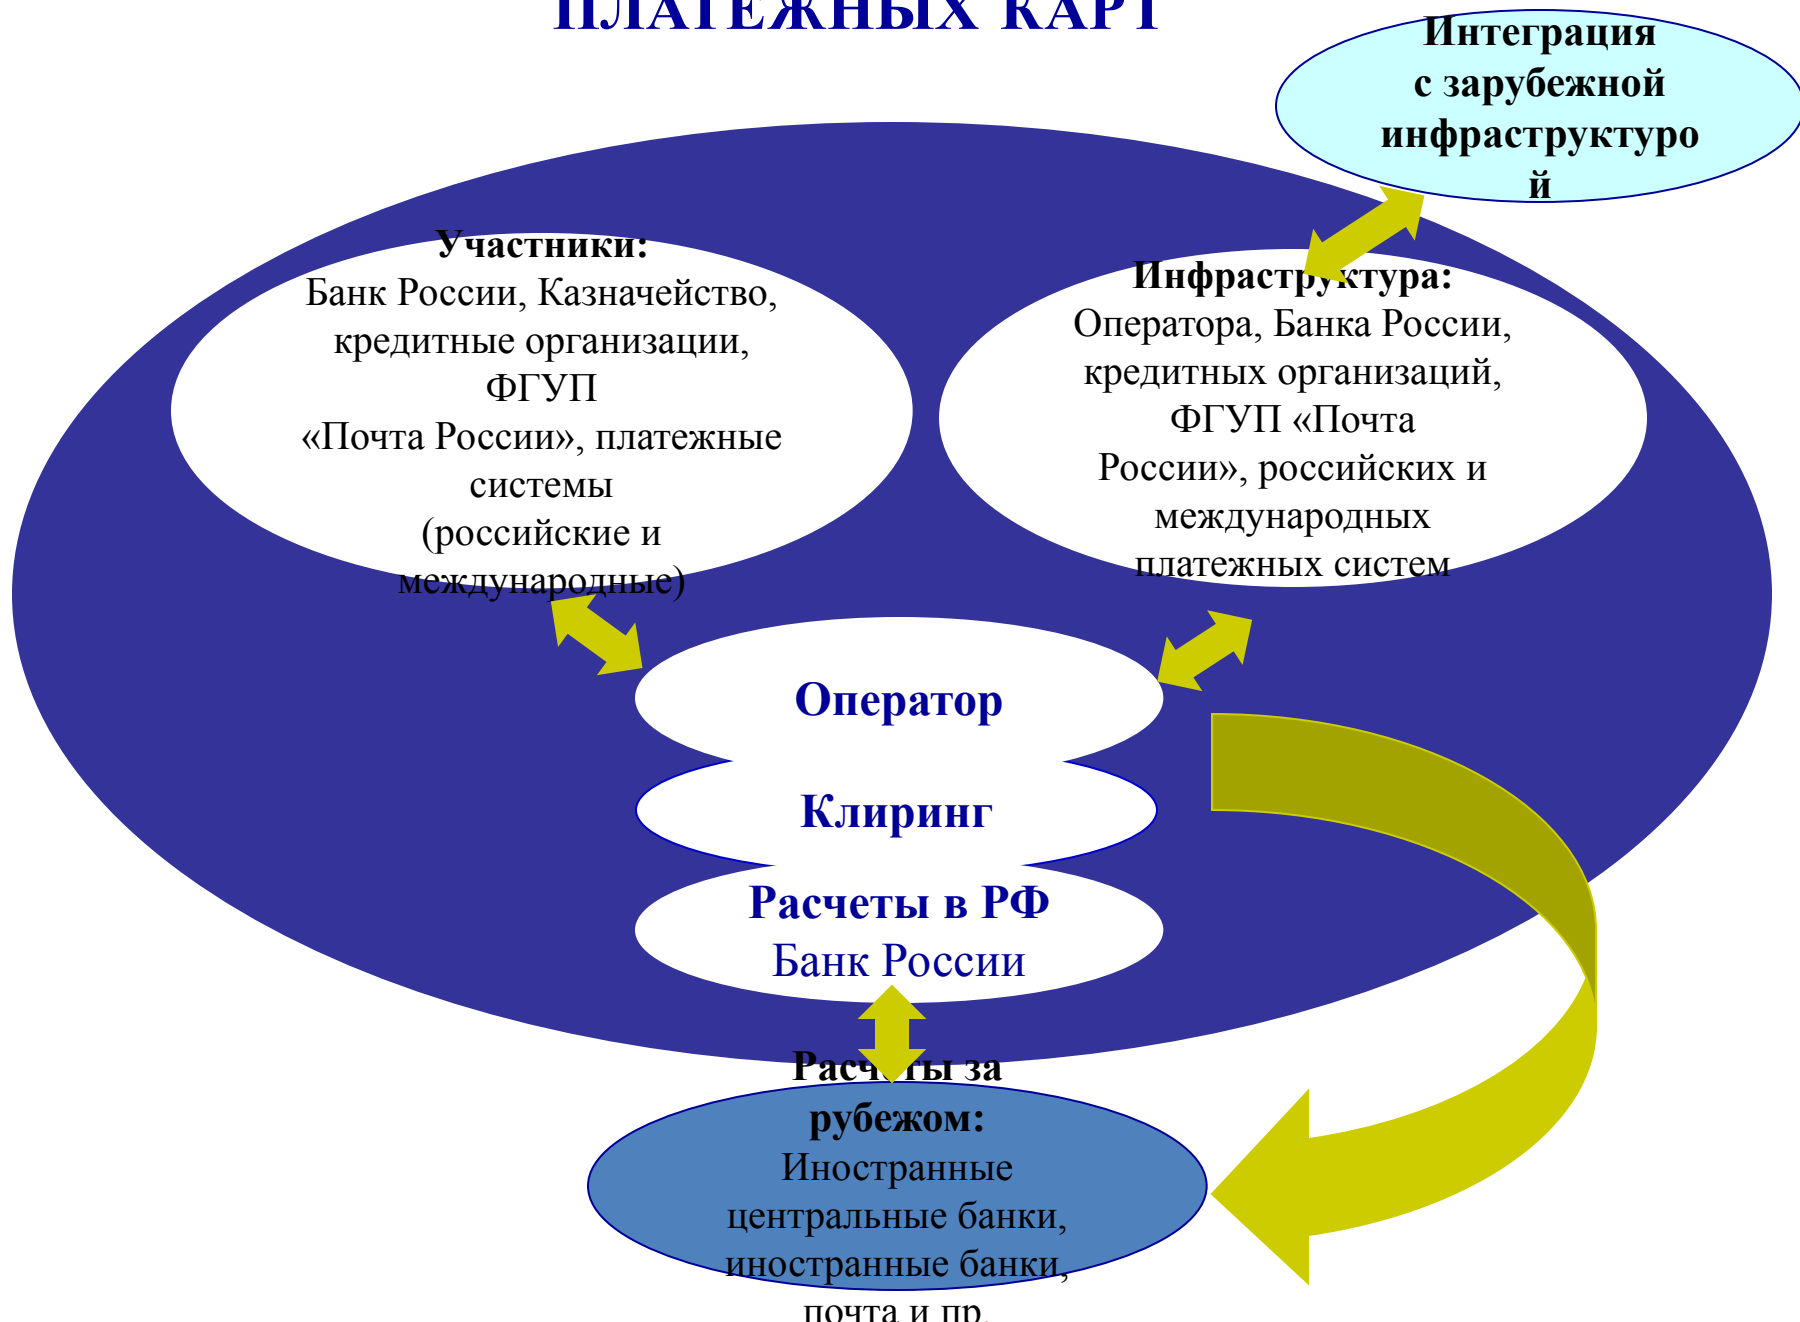 ПЛАТЕЖНЫХ КАРТ
Интеграция
с зарубежной
инфраструктуро
й
Участники:
Банк России, Казначейство,
кредитные организации,
ФГУП
«Почта России», платежные
системы
(российские и
международные)
Инфраструктура:
Оператора, Банка России,
кредитных организаций,
ФГУП «Почта
России», российских и
международных
платежных систем
Оператор
Клиринг
Расчеты в РФ
Банк России
Расчеты за
рубежом:
Иностранные
центральные банки,
иностранные банки,
почта и пр.